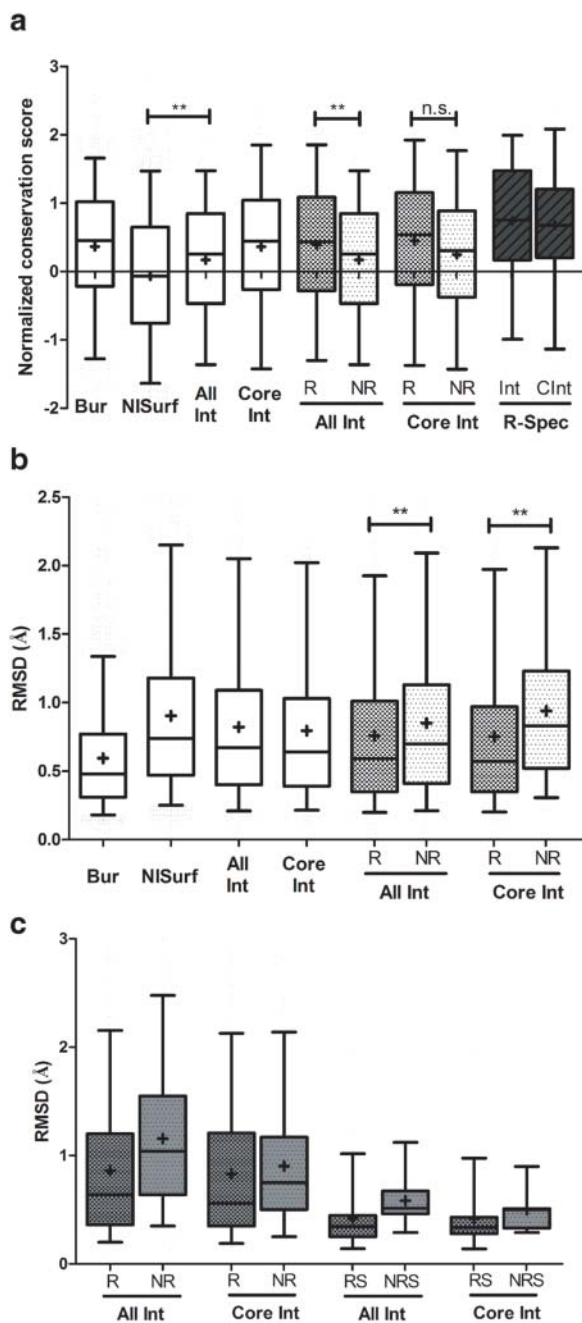 a
Normalized conservation score
3
2
1
0
-1
-2
** ** n.s.
Bur NISurf All Int Core Int R NR R NR Int CInt
All Int Core Int R-Spec
b
RMSD (Å)
2.5
2.0
1.5
1.0
0.5
0.0
** **
Bur NISurf All Int Core Int R NR R NR
All Int Core Int
c
RMSD (Å)
3
2
1
0
R NR R NR RS NRS RS NRS
All Int Core Int All Int Core Int